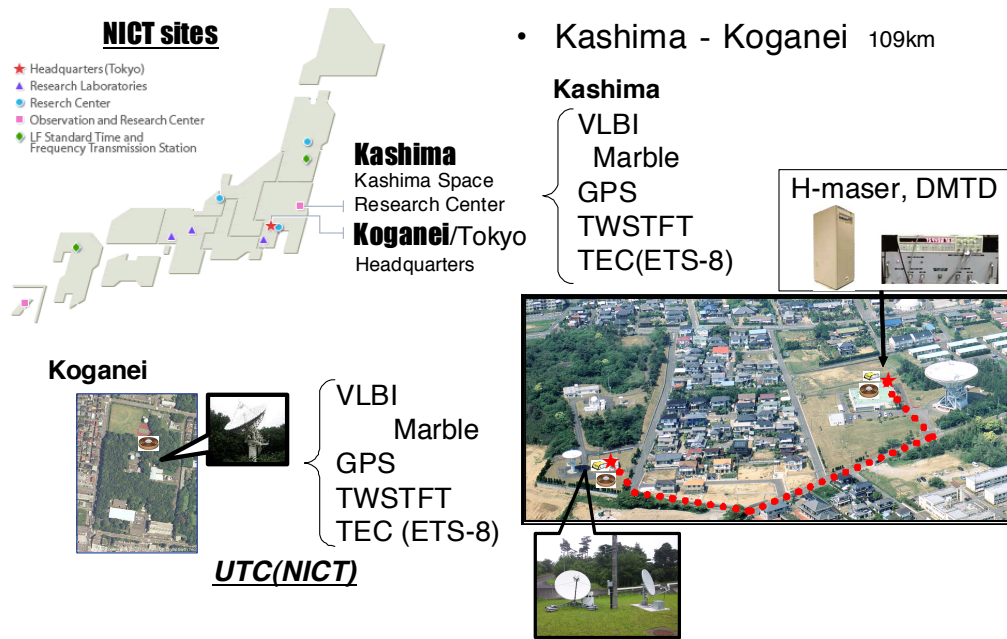 NICT sites
Headquarters (Tokyo)
Research Laboratories
Reserch Center
Observation and Research Center
LF Standard Time and
Frequency Transmission Station
Kashima
Kashima Space
Research Center
Koganei/Tokyo
Headquarters
• Kashima - Koganei 109km
Kashima
VLBI
Marble
GPS
TWSTFT
TEC(ETS-8)
H-maser, DMTD
Koganei
VLBI
Marble
GPS
TWSTFT
TEC (ETS-8)
UTC(NICT)